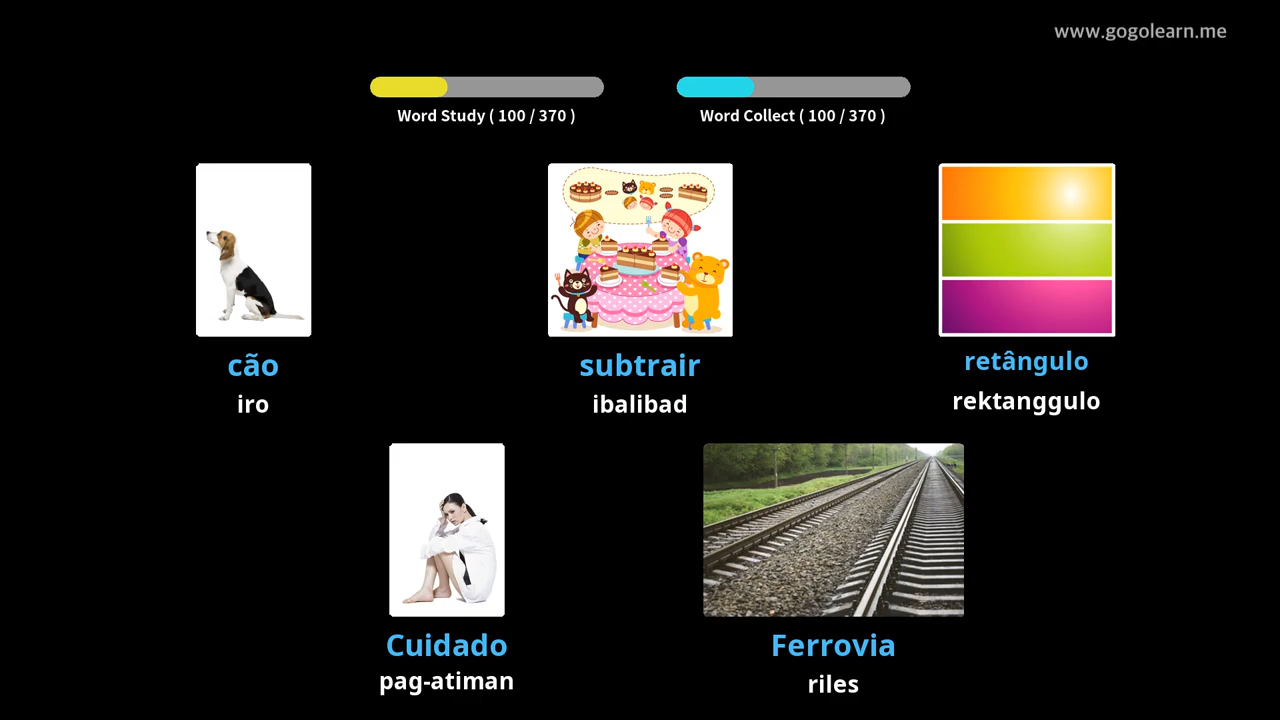 www.gogolearn.me
Word Study ( 100 / 370 )
Word Collect ( 100 / 370 )
cão
iro
subtrair
ibalibad
retângulo
rektanggulo
Cuidado
pag-atiman
Ferrovia
riles